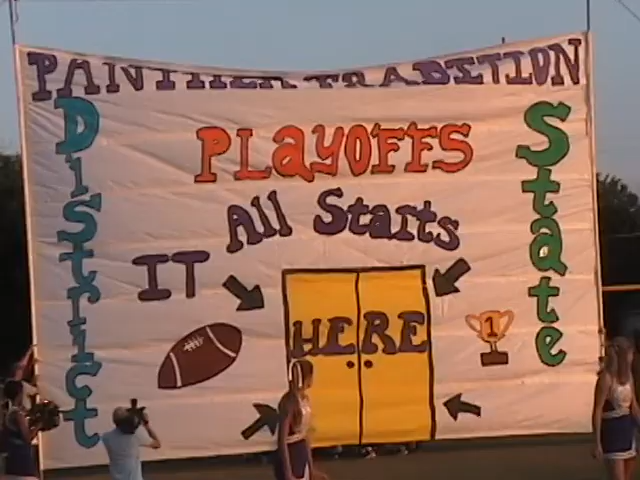 PANTHER TRADITION
District
PLayoffs
State
All Starts
IT
HERE
1